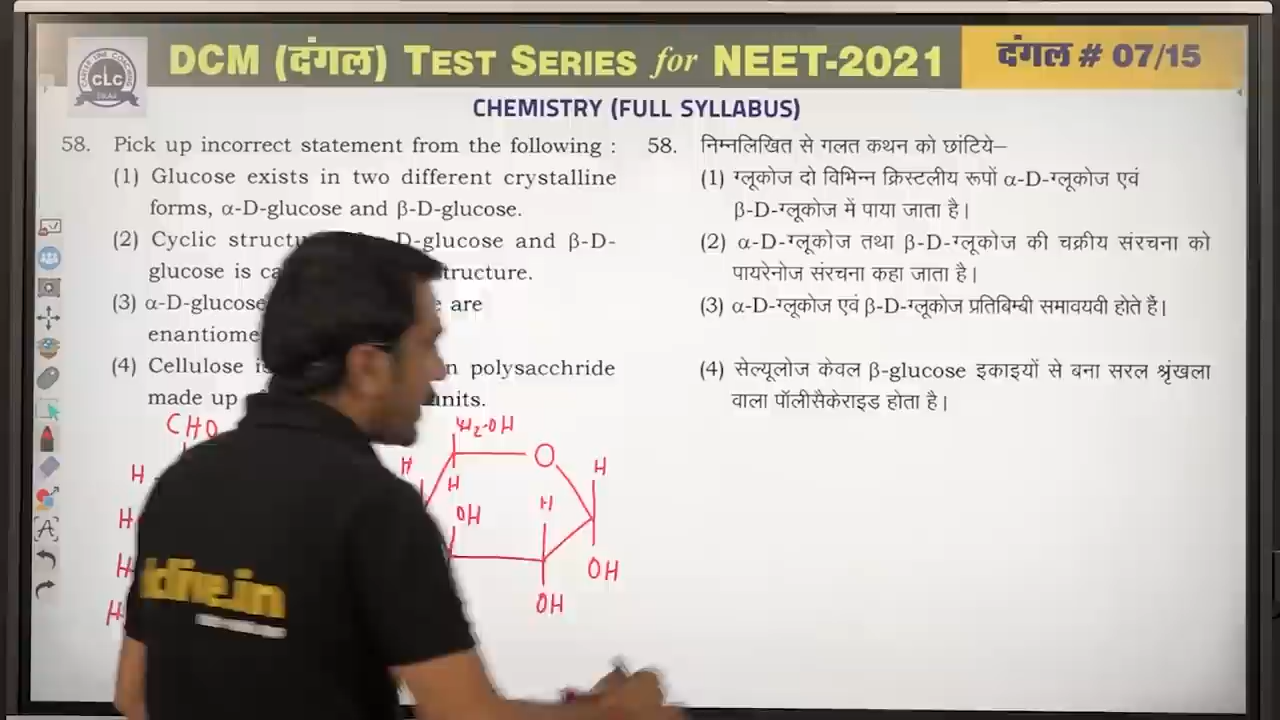 DCM (दंगल) TEST SERIES for NEET-2021
दंगल # 07/15
CLC
CHEMISTRY (FULL SYLLABUS)
58. Pick up incorrect statement from the following :
(1) Glucose exists in two different crystalline
forms, α-D-glucose and β-D-glucose.
(2) Cyclic D-glucose and β-D-
glucose is
(3) α-D-glucose are
(4) Cellulose polysacchride
made up units.
58. निम्नलिखित से गलत कथन को छांटिये–
(1) ग्लूकोज दो विभिन्न क्रिस्टलीय रूपों α-D-ग्लूकोज एवं
β-D-ग्लूकोज में पाया जाता है।
(2) α-D-ग्लूकोज तथा β-D-ग्लूकोज की चक्रीय संरचना को
पायरेनोज संरचना कहा जाता है।
(3) α-D-ग्लूकोज एवं β-D-ग्लूकोज प्रतिबिम्बी समावयवी होते हैं।
(4) सेल्यूलोज केवल β-glucose इकाइयों से बना सरल श्रृंखला
वाला पॉलीसैकेराइड होता है।
CHO
H
H
H
H
H
O
H
H
H
OH
OH
OH